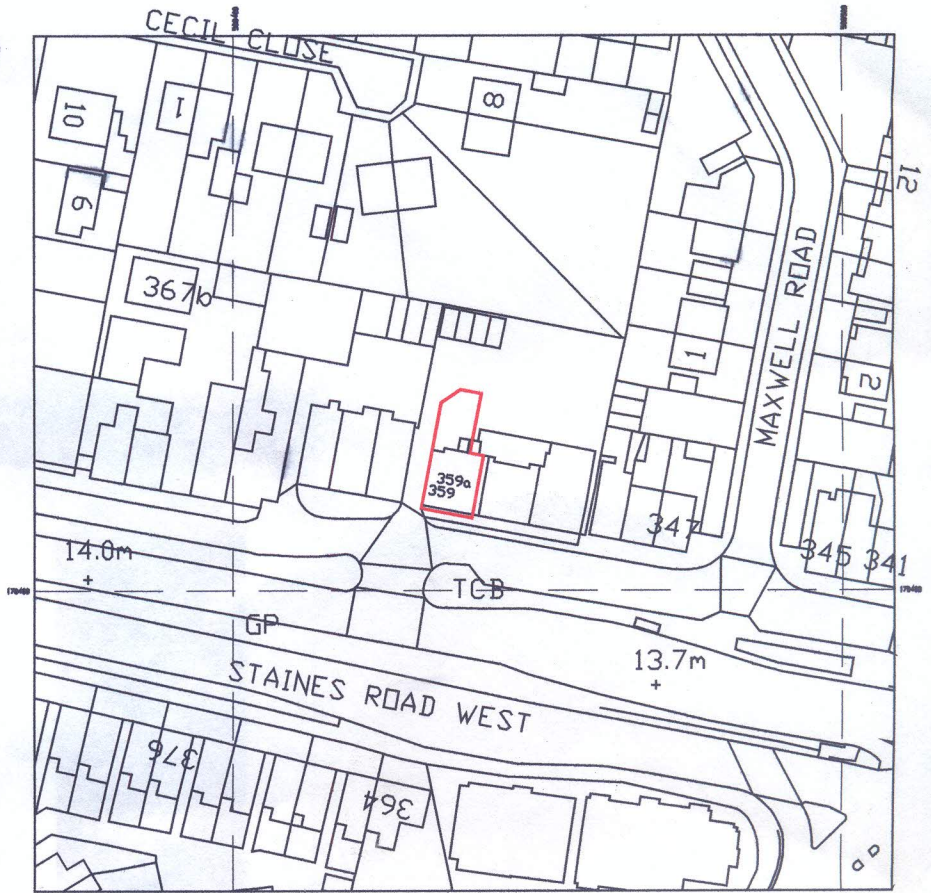 CECIL CLOSE
10
1
8
6
12
367b
MAXWELL ROAD
1
2
359a
359
347
345 341
14.0m
TCB
GP
13.7m
STAINES ROAD WEST
376
364